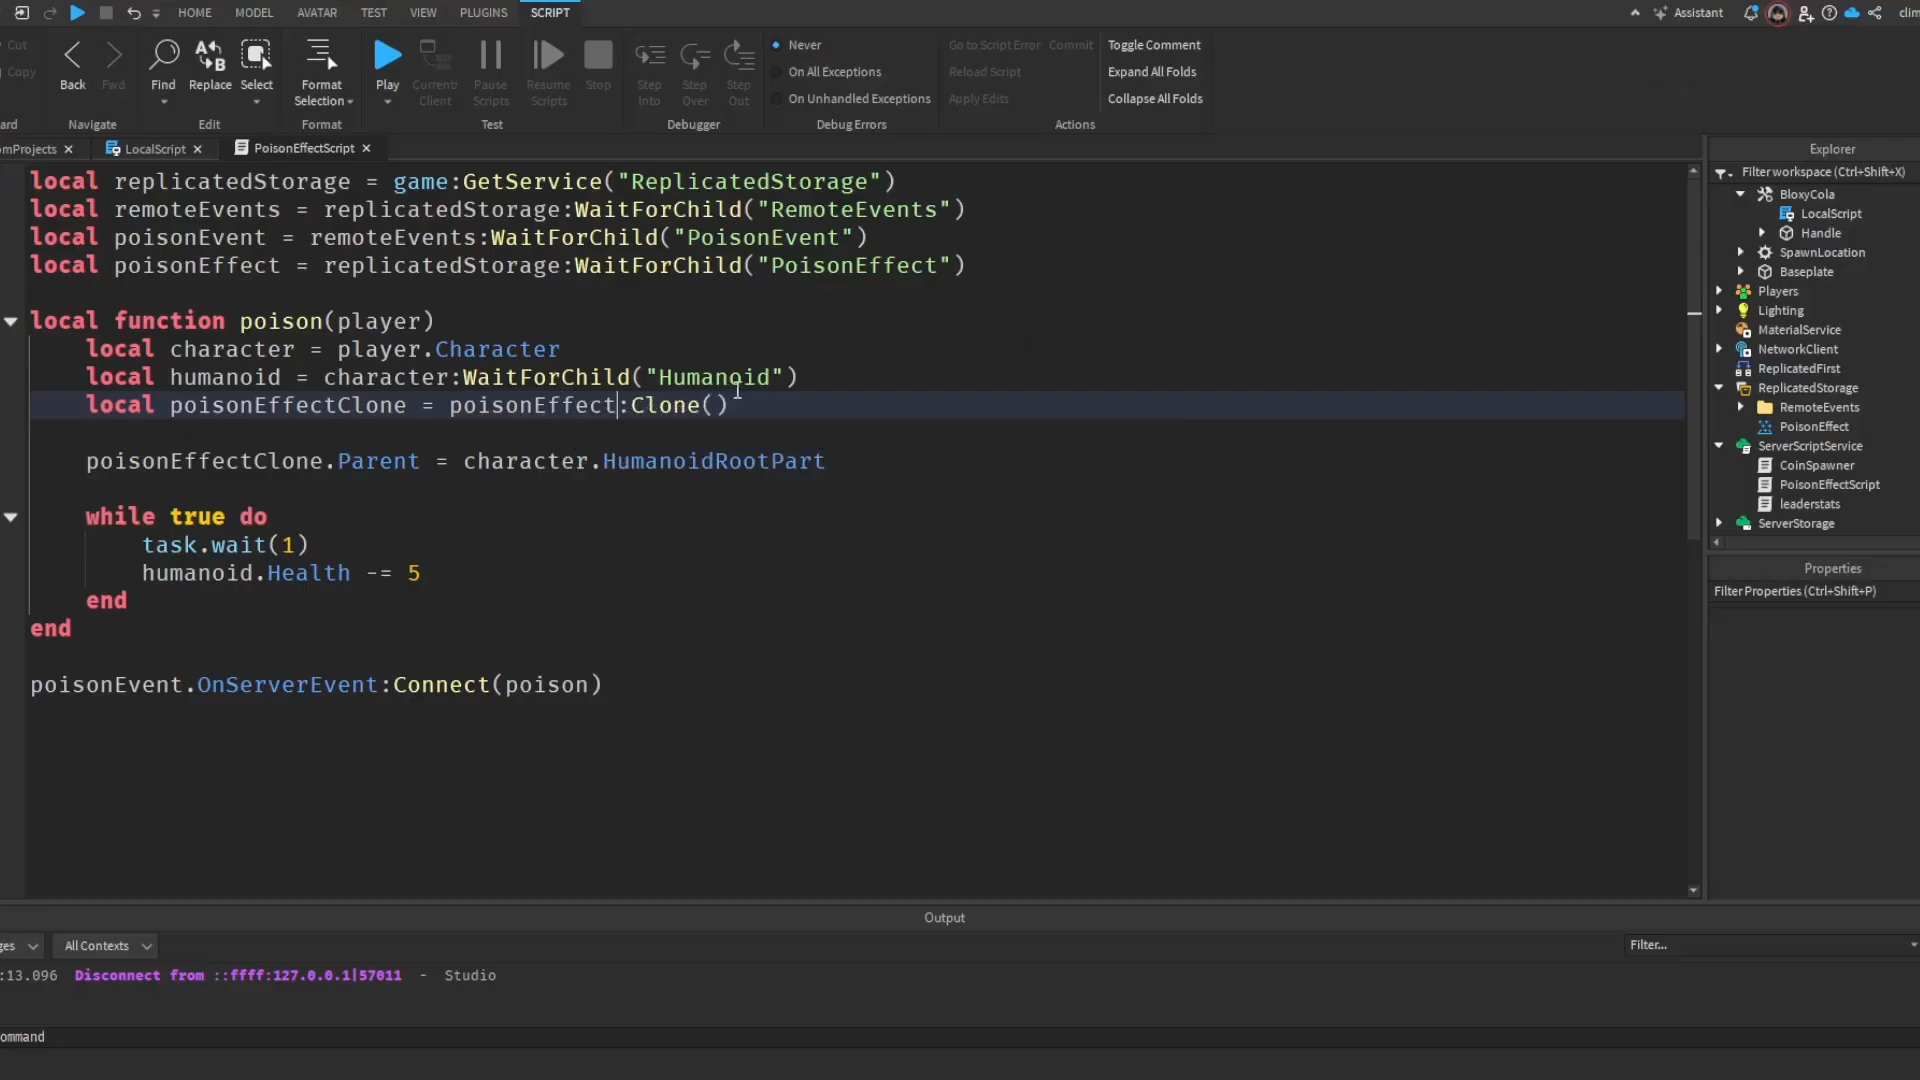 HOME MODEL AVATAR TEST VIEW PLUGINS SCRIPT
Assistant
Cut
Copy
Back Fwd Find Replace Select Format Selection Play Current Client Pause Scripts Resume Scripts Stop Step Into Step Over Step Out
Never
On All Exceptions
On Unhandled Exceptions
Go to Script Error Commit
Reload Script
Apply Edits
Toggle Comment
Expand All Folds
Collapse All Folds
ard Navigate Edit Format Test Debugger Debug Errors Actions
mProjects LocalScript PoisonEffectScript
local replicatedStorage = game:GetService("ReplicatedStorage")
local remoteEvents = replicatedStorage:WaitForChild("RemoteEvents")
local poisonEvent = remoteEvents:WaitForChild("PoisonEvent")
local poisonEffect = replicatedStorage:WaitForChild("PoisonEffect")
local function poison(player)
local character = player.Character
local humanoid = character:WaitForChild("Humanoid")
local poisonEffectClone = poisonEffect:Clone()
poisonEffectClone.Parent = character.HumanoidRootPart
while true do
task.wait(1)
humanoid.Health -= 5
end
end
poisonEvent.OnServerEvent:Connect(poison)
Explorer
Filter workspace (Ctrl+Shift+X)
BloxyCola
LocalScript
Handle
SpawnLocation
Baseplate
Players
Lighting
MaterialService
NetworkClient
ReplicatedFirst
ReplicatedStorage
RemoteEvents
PoisonEffect
ServerScriptService
CoinSpawner
PoisonEffectScript
leaderstats
ServerStorage
Properties
Filter Properties (Ctrl+Shift+P)
Output
ges All Contexts Filter...
:13.096 Disconnect from ::ffff:127.0.0.1|57011 - Studio
ommand